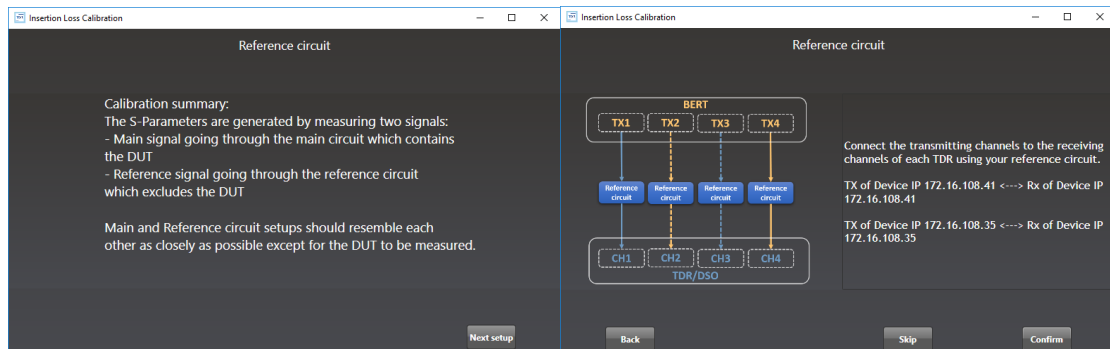 Insertion Loss Calibration
Reference circuit
Calibration summary:
The S-Parameters are generated by measuring two signals:
- Main signal going through the main circuit which contains
the DUT
- Reference signal going through the reference circuit
which excludes the DUT
Main and Reference circuit setups should resemble each
other as closely as possible except for the DUT to be measured.
Next setup
Insertion Loss Calibration
Reference circuit
BERT
TX1 TX2 TX3 TX4
Reference Reference Reference Reference
circuit circuit circuit circuit
CH1 CH2 CH3 CH4
TDR/DSO
Connect the transmitting channels to the receiving
channels of each TDR using your reference circuit.
TX of Device IP 172.16.108.41 <---> Rx of Device IP
172.16.108.41
TX of Device IP 172.16.108.35 <---> Rx of Device IP
172.16.108.35
Back Skip Confirm